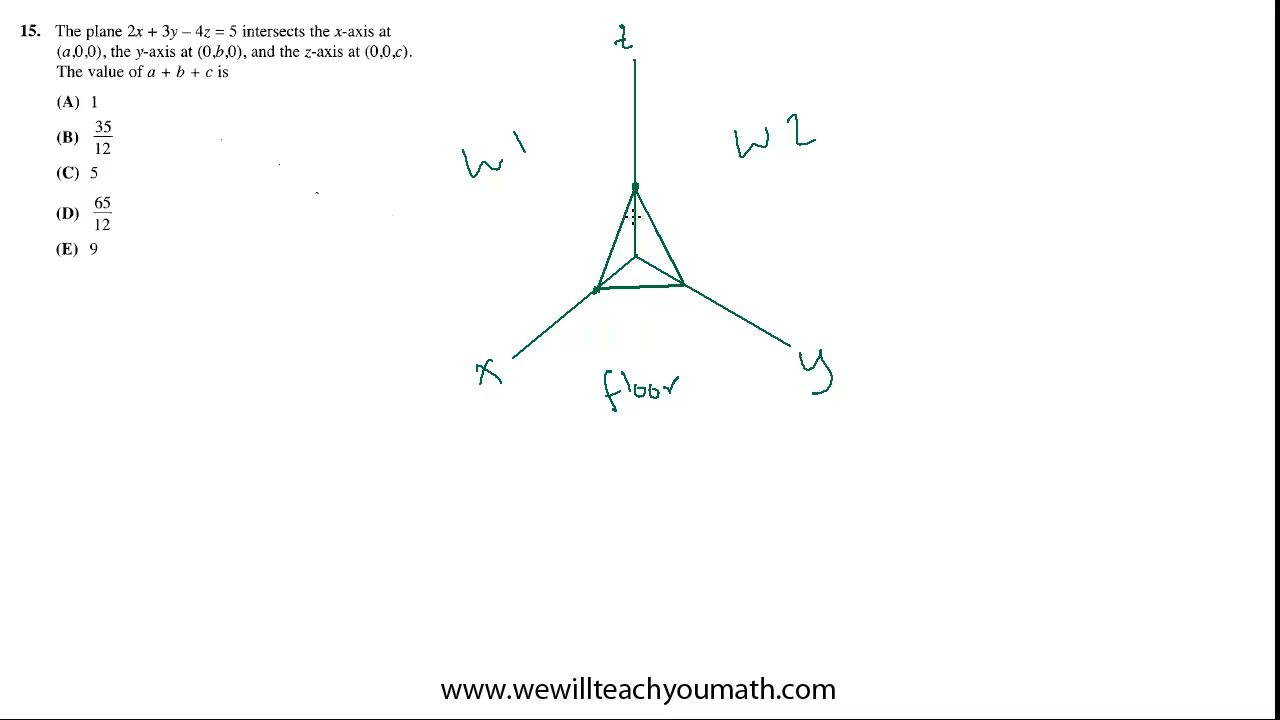 15. The plane 2x + 3y – 4z = 5 intersects the x-axis at
(a,0,0), the y-axis at (0,b,0), and the z-axis at (0,0,c).
The value of a + b + c is
(A) 1
(B) 35/12
(C) 5
(D) 65/12
(E) 9
z
W1
W2
x
y
floor
www.wewillteachyoumath.com